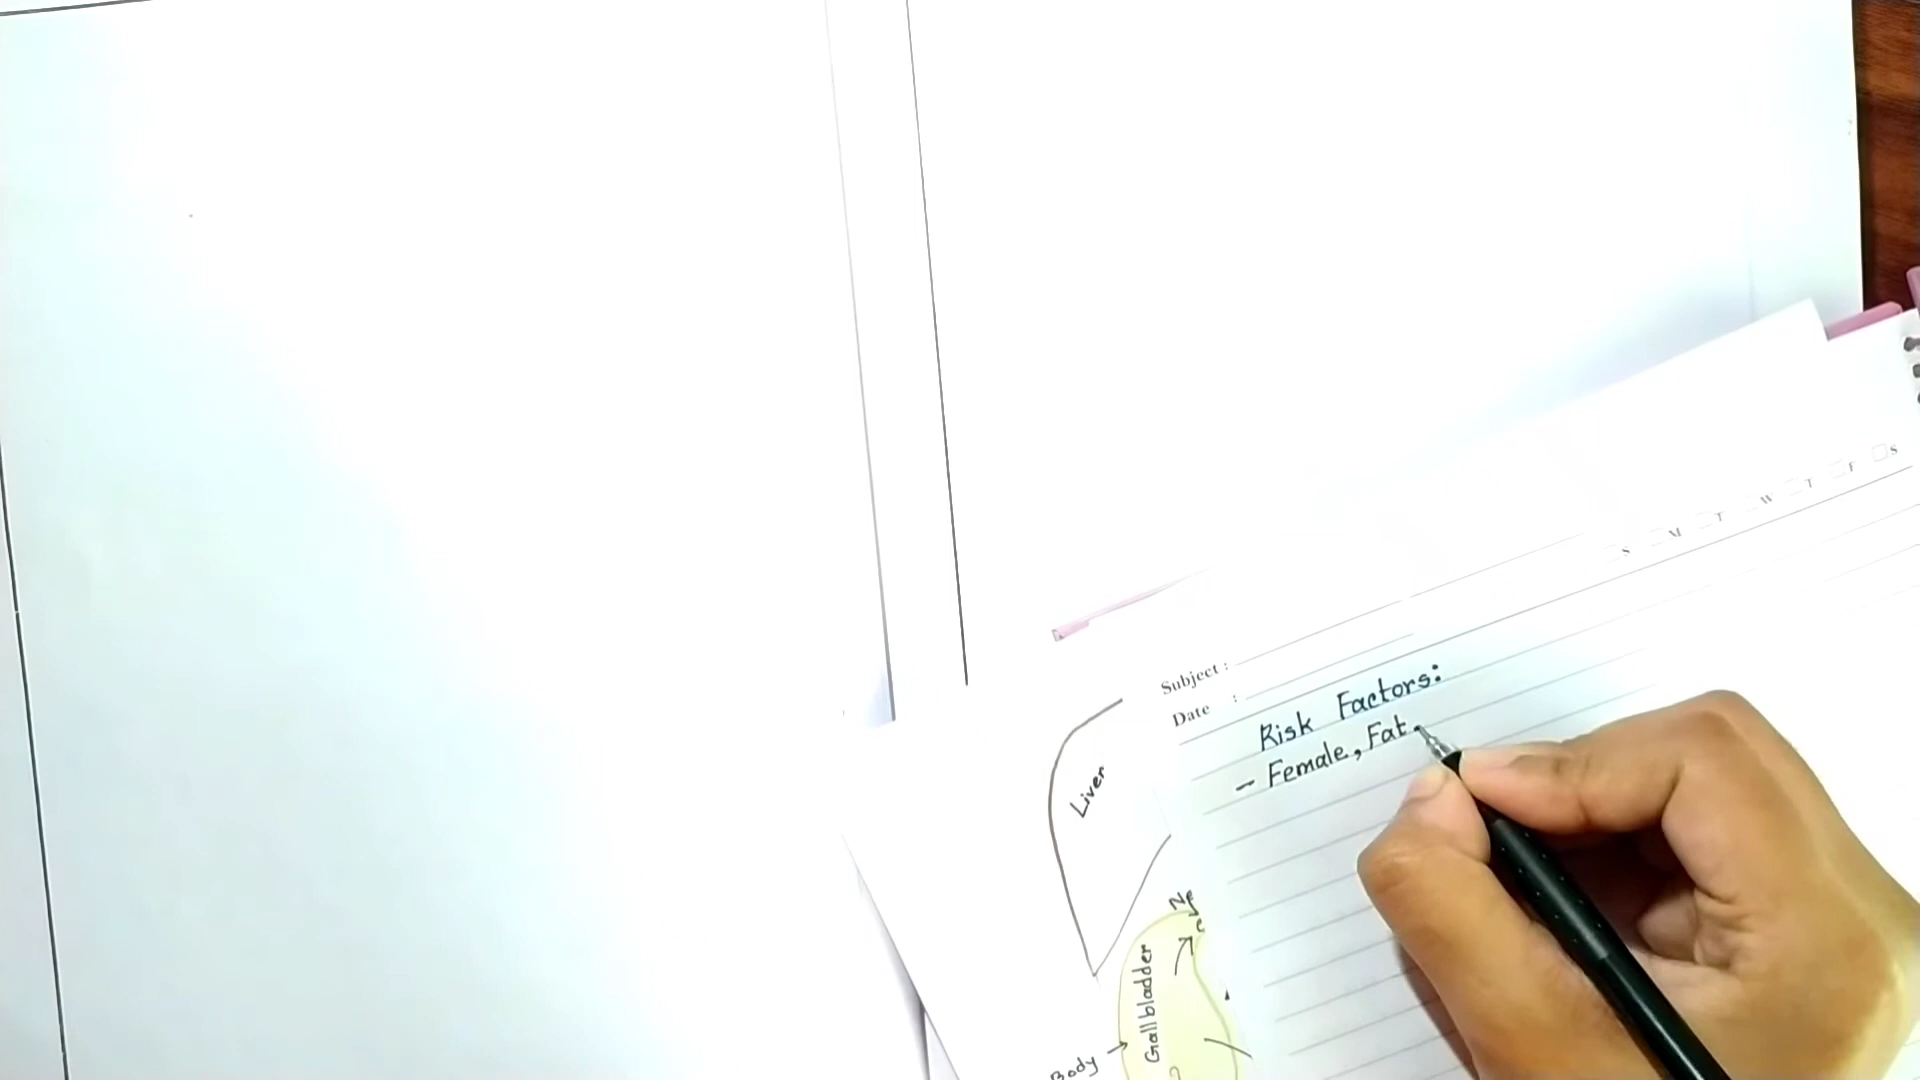 S M T W T F S
Subject :
Date :
Risk Factors:
– Female, Fat,
Liver
Gallbladder
Body